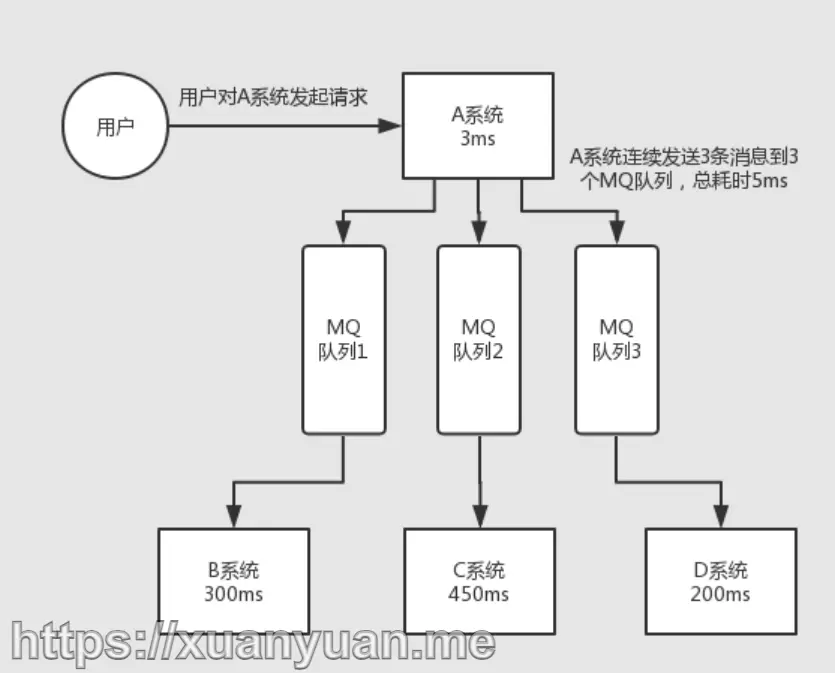 用户
用户对A系统发起请求
A系统
3ms
A系统连续发送3条消息到3
个MQ队列，总耗时5ms
MQ
队列1
MQ
队列2
MQ
队列3
B系统
300ms
C系统
450ms
D系统
200ms
https://xuanyuan.me